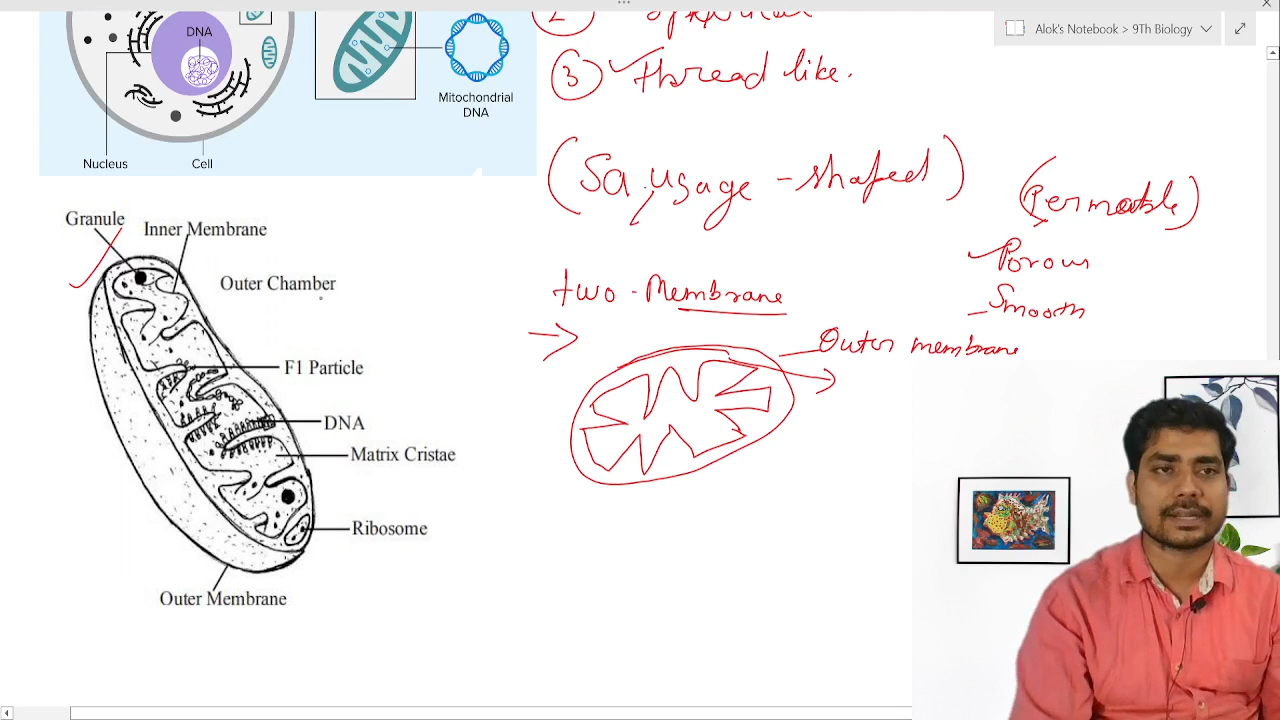 Alok's Notebook > 9Th Biology
DNA
Mitochondrial
DNA
Nucleus
Cell
②
③ Thread like.
(Sausage-shaped)
(Permeable)
Porous
- Smooth
two-Membrane
→
Outer membrane
Granule
Inner Membrane
Outer Chamber
F1 Particle
DNA
Matrix Cristae
Ribosome
Outer Membrane